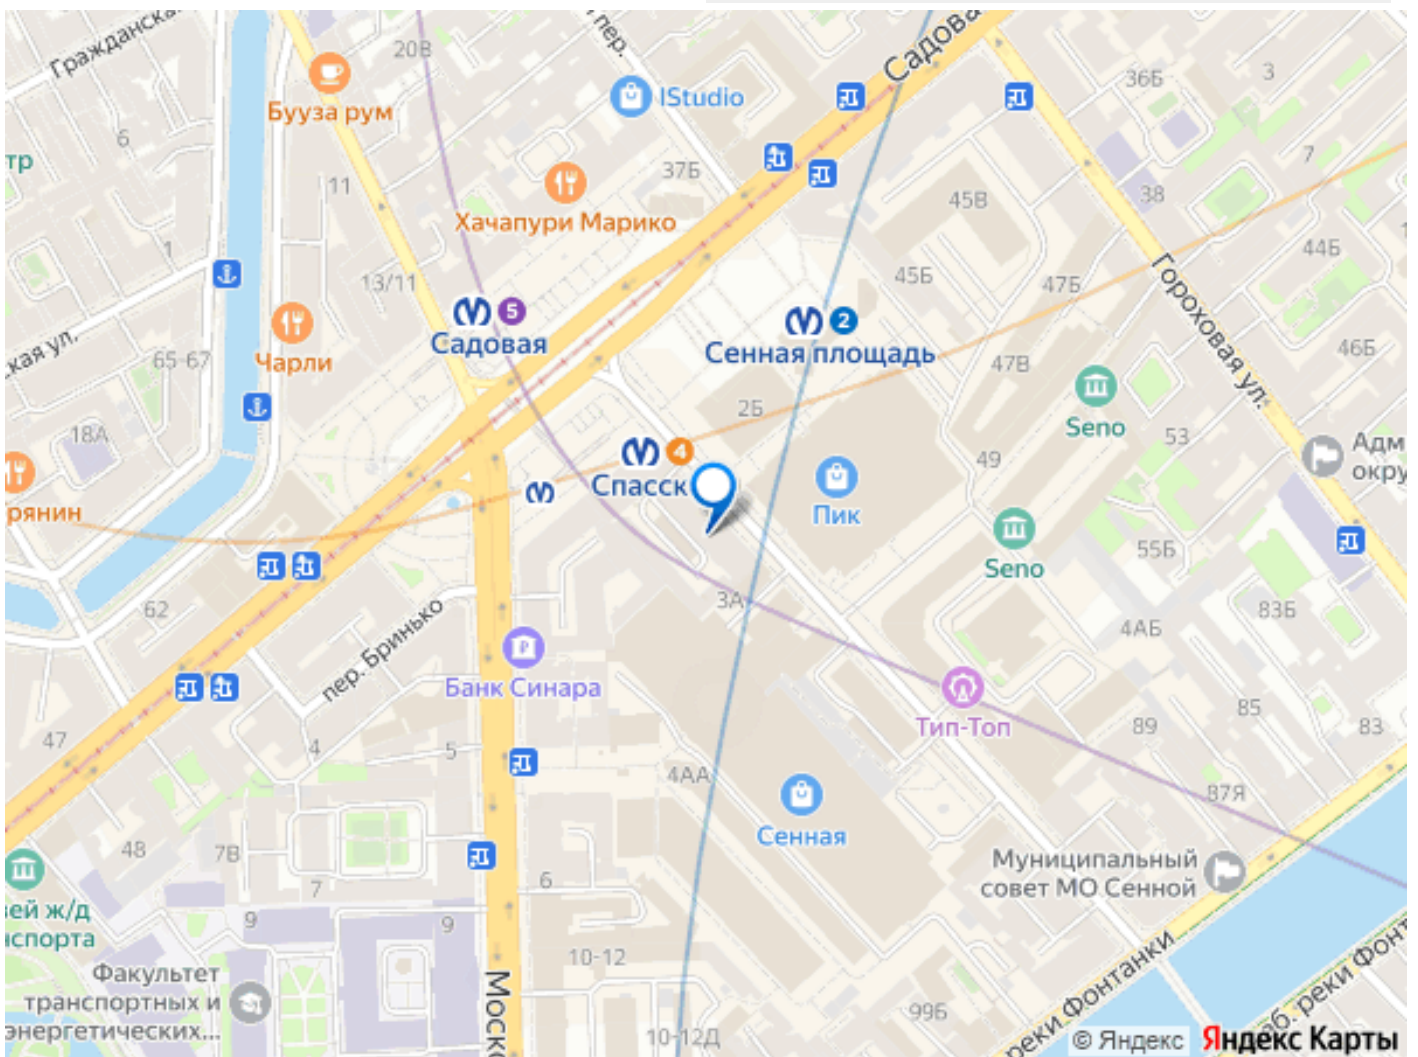 Гражданска
20В
пер.
Садова
36Б
3
IStudio
Бууза рум
6
тр
7
37Б
11
38
45В
Хачапури Марико
44Б
1
13/11
45Б
47Б
Гороховая ул.
5
2
Садовая
Сенная площадь
ская ул.
65-67
Чарли
47В
46Б
2Б
Seno
18А
53
Адм
окру
4
49
Спасск
рянин
Пик
55Б
Seno
62
3А
83Б
4АБ
пер. Бринько
Банк Синара
Тип-Топ
85
89
83
47
4
5
4АА
87Я
Сенная
48
7В
Муниципальный
совет МО Сенной
6
7
вей ж/д
нспорта
9
9
10-12
Факультет
транспортных и
энергетических...
Моск
99Б
реки Фонтанки
аб. реки Фонт
10-12Д
© Яндекс Яндекс Карты